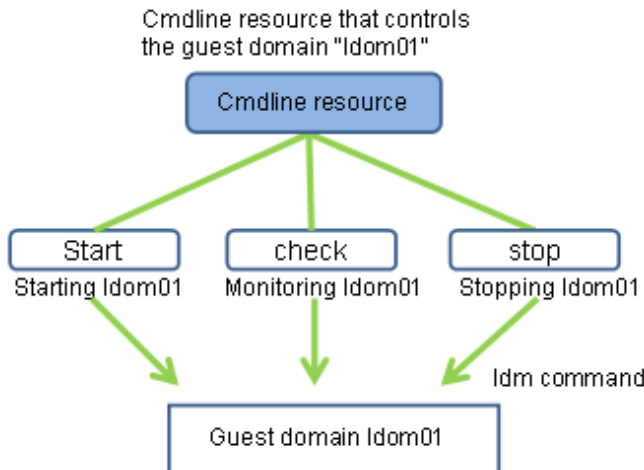 Cmdline resource that controls
the guest domain "ldom01"
Cmdline resource
Start
check
stop
Starting ldom01
Monitoring ldom01
Stopping ldom01
ldm command
Guest domain ldom01